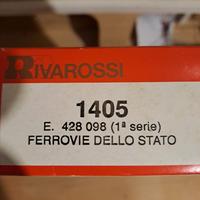 RIVAROSSI
1405
E. 428 098 (1ª serie)
FERROVIE DELLO STATO